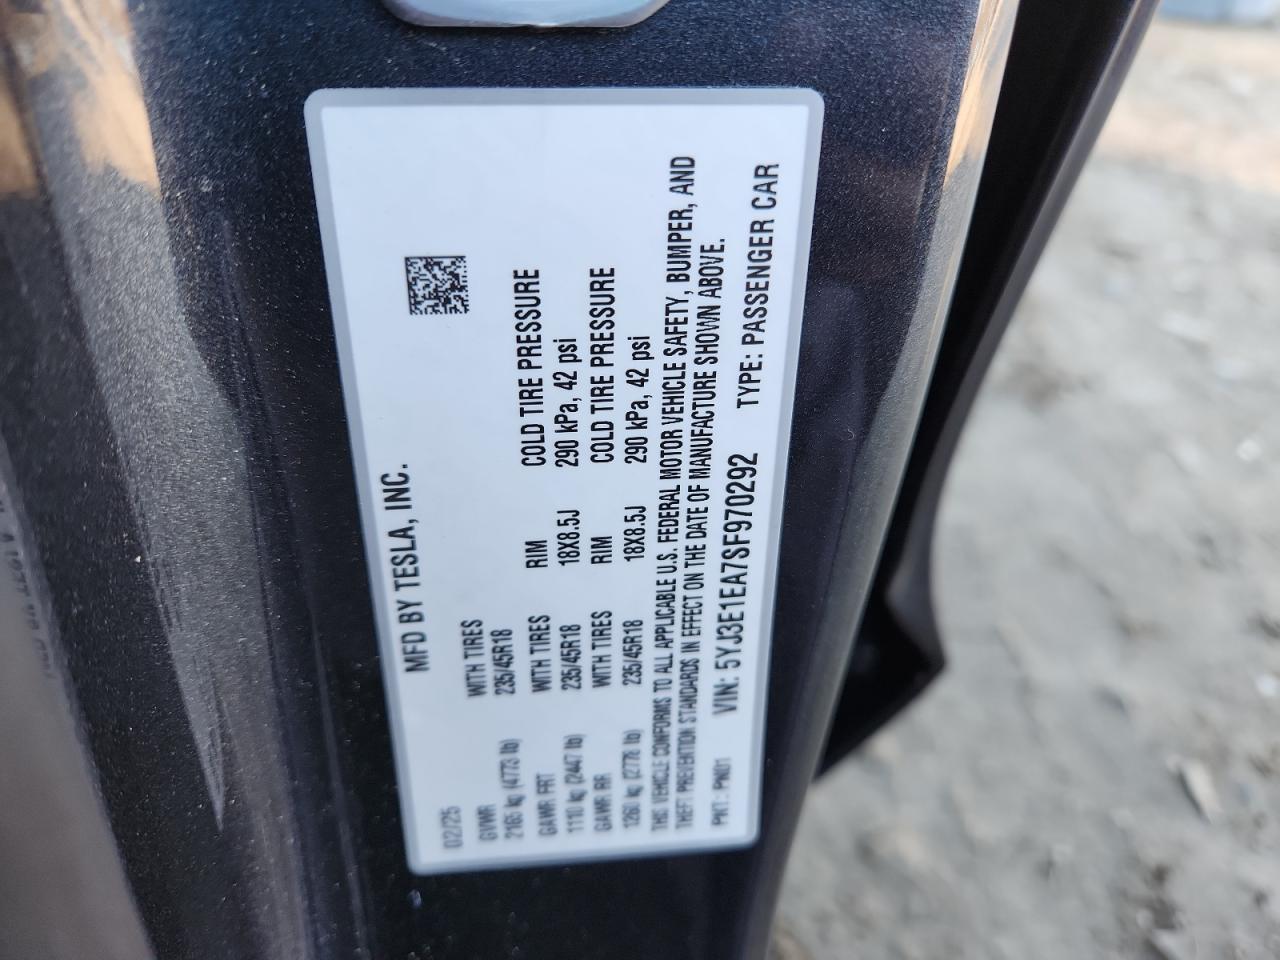 MFD BY TESLA, INC.
02/25
GVWR WITH TIRES
2165 kg (4773 lb) 235/45R18
GAWR FRT WITH TIRES RIM COLD TIRE PRESSURE
1110 kg (2447 lb) 235/45R18 18X8.5J 290 kPa, 42 psi
GAWR RR WITH TIRES RIM COLD TIRE PRESSURE
1260 kg (2778 lb) 235/45R18 18X8.5J 290 kPa, 42 psi
THIS VEHICLE CONFORMS TO ALL APPLICABLE U.S. FEDERAL MOTOR VEHICLE SAFETY, BUMPER, AND
THEFT PREVENTION STANDARDS IN EFFECT ON THE DATE OF MANUFACTURE SHOWN ABOVE.
PNT: PN01 VIN: 5YJ3E1EA7SF970292 TYPE: PASSENGER CAR